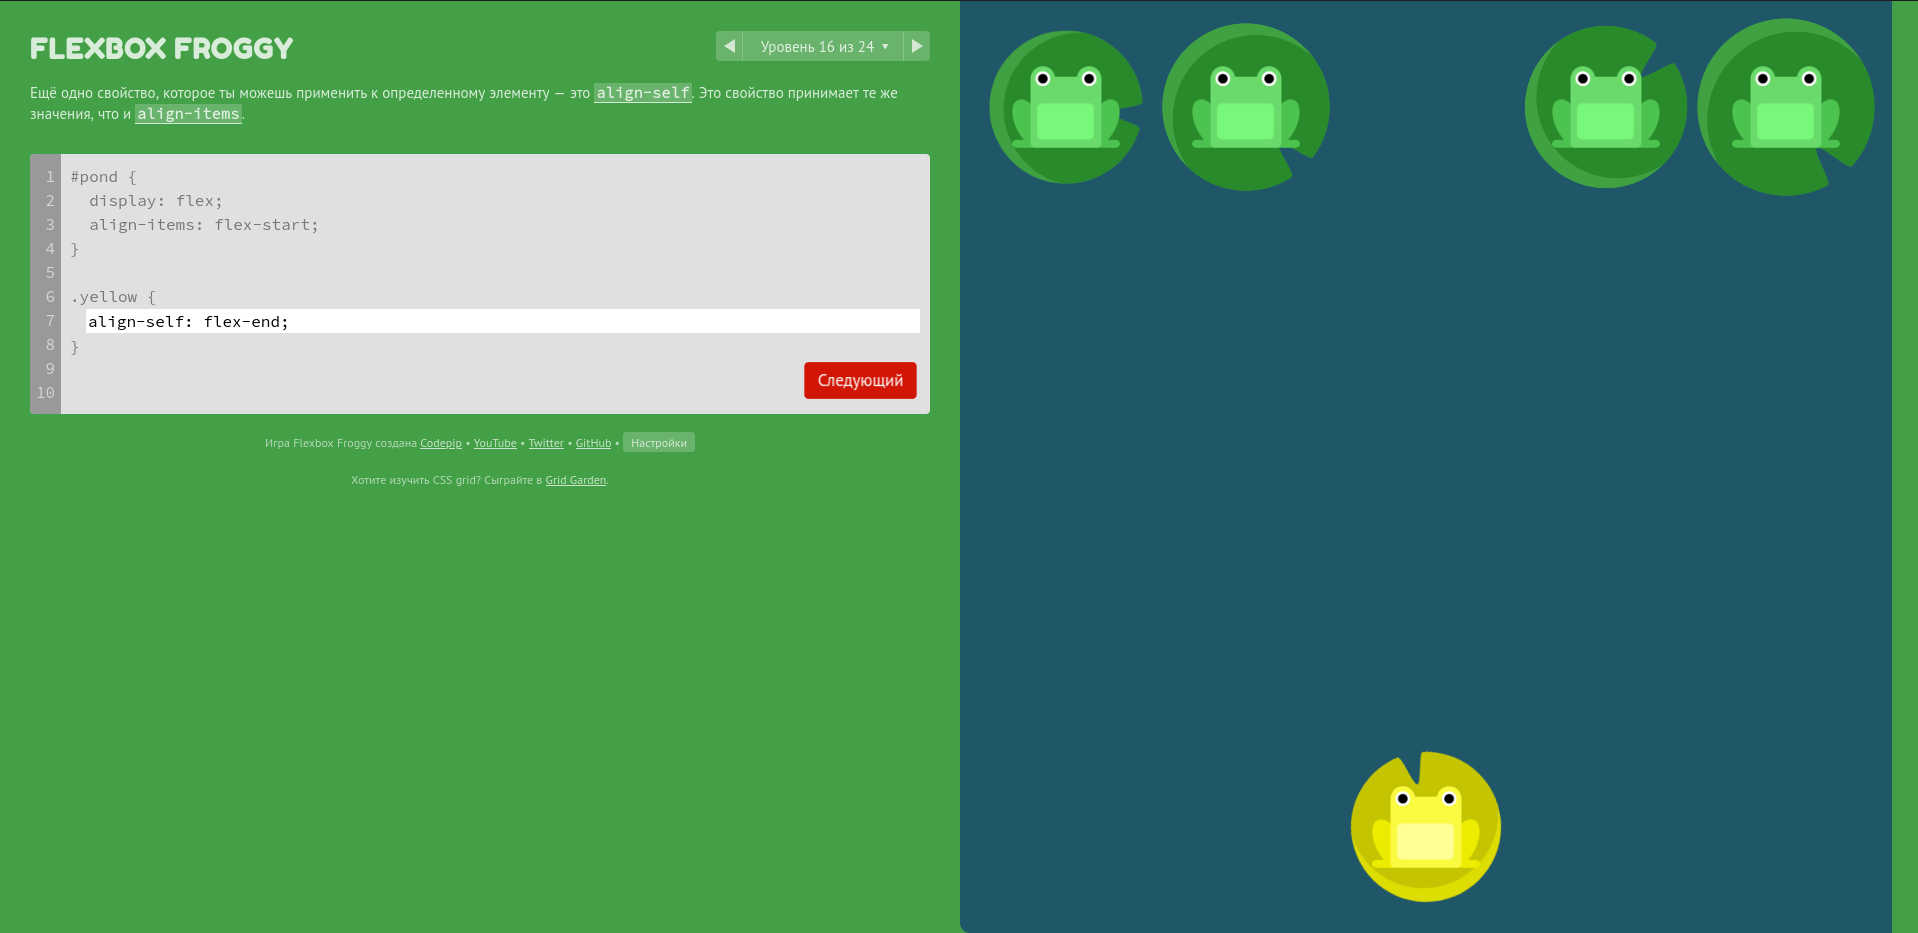 FLEXBOX FROGGY
Уровень 16 из 24 ▼
Ещё одно свойство, которое ты можешь применить к определенному элементу — это align-self. Это свойство принимает те же
значения, что и align-items.
1 #pond {
2 display: flex;
3 align-items: flex-start;
4 }
5
6 .yellow {
7 align-self: flex-end;
8 }
9
10
Следующий
Игра Flexbox Froggy создана Codepip • YouTube • Twitter • GitHub • Настройки
Хотите изучить CSS grid? Сыграйте в Grid Garden.